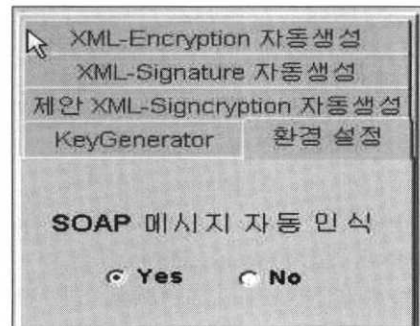 XML-Encryption 자동생성
XML-Signature 자동생성
제안 XML-Signcryption 자동생성
KeyGenerator 환경 설정
SOAP 메시지 자동 인식
Yes No